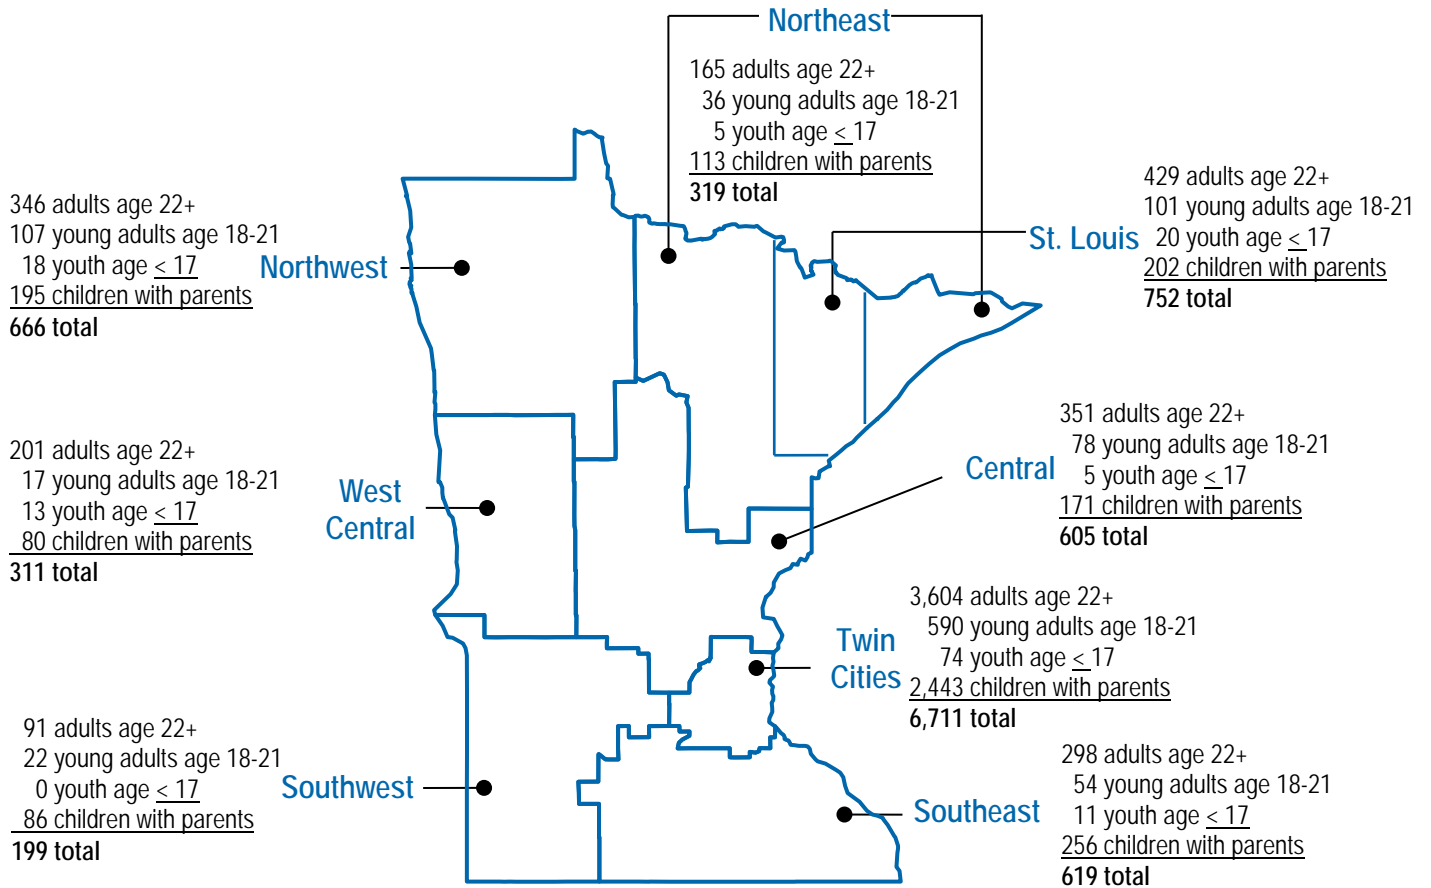 Northeast
165 adults age 22+
36 young adults age 18-21
5 youth age < 17
113 children with parents
319 total
429 adults age 22+
101 young adults age 18-21
20 youth age < 17
202 children with parents
752 total
St. Louis
346 adults age 22+
107 young adults age 18-21
18 youth age < 17
195 children with parents
666 total
Northwest
351 adults age 22+
78 young adults age 18-21
5 youth age < 17
171 children with parents
605 total
Central
201 adults age 22+
17 young adults age 18-21
13 youth age < 17
80 children with parents
311 total
West
Central
3,604 adults age 22+
590 young adults age 18-21
74 youth age < 17
2,443 children with parents
6,711 total
Twin
Cities
91 adults age 22+
22 young adults age 18-21
0 youth age < 17
86 children with parents
199 total
Southwest
298 adults age 22+
54 young adults age 18-21
11 youth age < 17
256 children with parents
619 total
Southeast